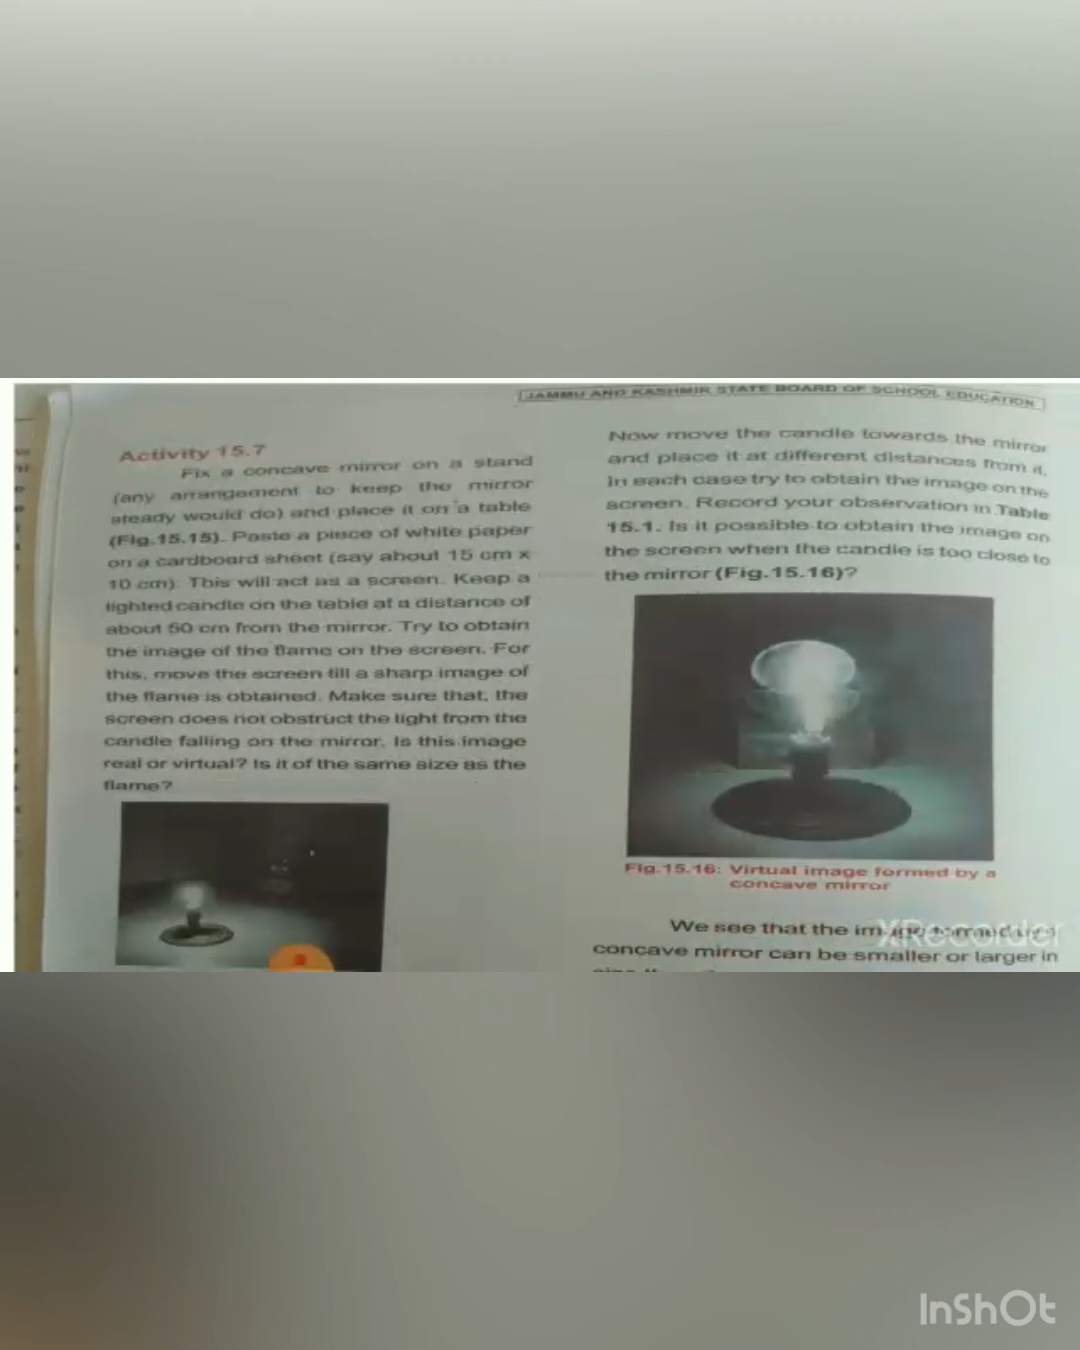 JAMMU AND KASHMIR STATE BOARD OF SCHOOL EDUCATION
Activity 15.7
Fix a concave mirror on a stand
(any arrangement to keep the mirror
steady would do) and place it on a table
(Fig.15.15). Paste a piece of white paper
on a cardboard sheet (say about 15 cm x
10 cm). This will act as a screen. Keep a
lighted candle on the table at a distance of
about 50 cm from the mirror. Try to obtain
the image of the flame on the screen. For
this, move the screen till a sharp image of
the flame is obtained. Make sure that, the
screen does not obstruct the light from the
candle falling on the mirror. Is this image
real or virtual? Is it of the same size as the
flame?
Now move the candle towards the mirror
and place it at different distances from it.
In each case try to obtain the image on the
screen. Record your observation in Table
15.1. Is it possible to obtain the image on
the screen when the candle is too close to
the mirror (Fig.15.16)?
Fig.15.16: Virtual image formed by a
concave mirror
We see that the image formed
concave mirror can be smaller or larger in
XRecorder
InShOt